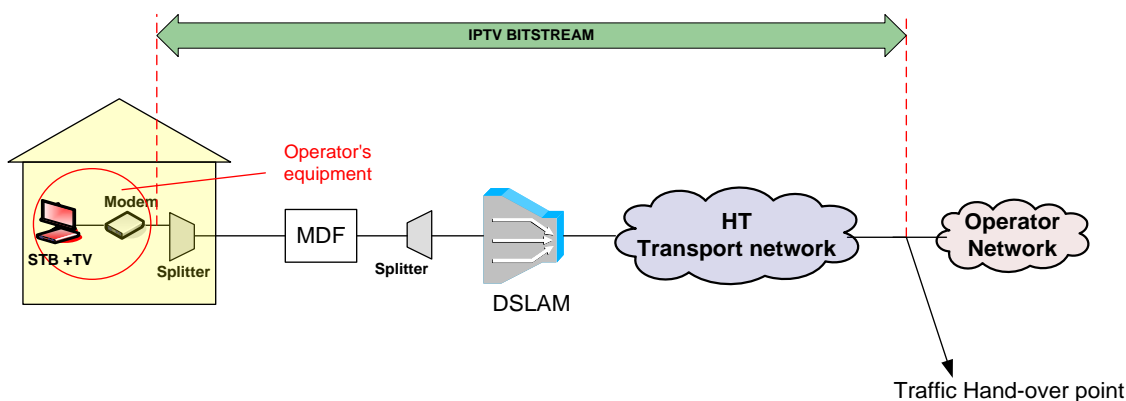 IPTV BITSTREAM
Operator's
equipment
Modem
STB +TV
Splitter
MDF
Splitter
DSLAM
HT
Transport network
Operator
Network
Traffic Hand-over point